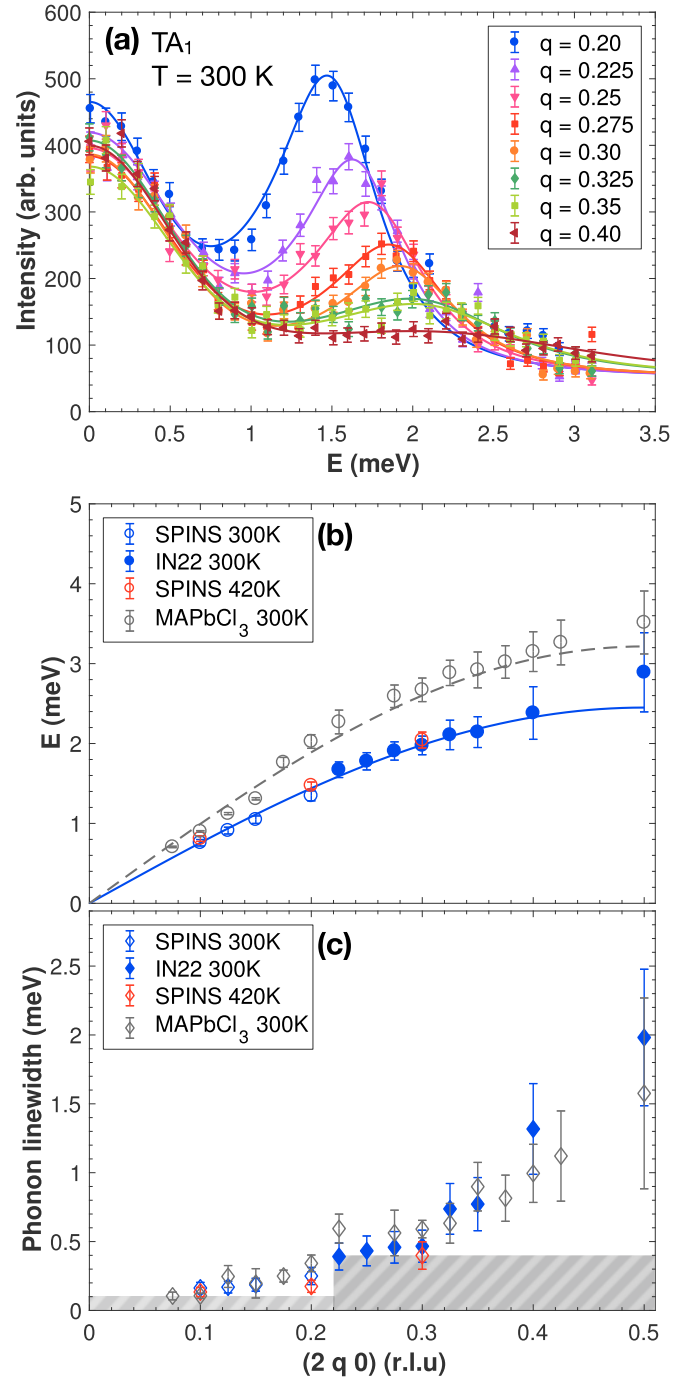 (a) TA₁
T = 300 K
q = 0.20
q = 0.225
q = 0.25
q = 0.275
q = 0.30
q = 0.325
q = 0.35
q = 0.40
Intensity (arb. units)
600
500
400
300
200
100
0
0 0.5 1 1.5 2 2.5 3 3.5
E (meV)
(b)
SPINS 300K
IN22 300K
SPINS 420K
MAPbCl₃ 300K
E (meV)
5
4
3
2
1
0
(c)
SPINS 300K
IN22 300K
SPINS 420K
MAPbCl₃ 300K
Phonon linewidth (meV)
2.5
2
1.5
1
0.5
0
0 0.1 0.2 0.3 0.4 0.5
(2 q 0) (r.l.u)